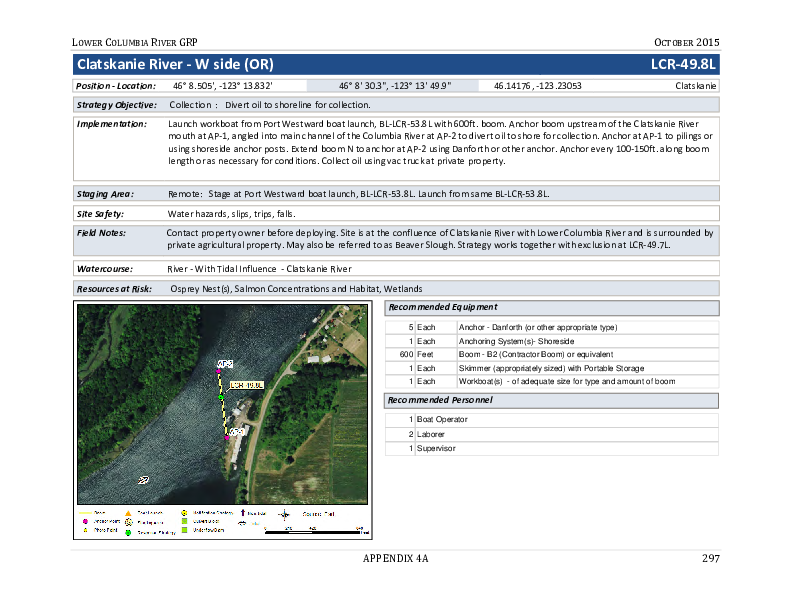 LOWER COLUMBIA RIVER GRP OCTOBER 2015
Clatskanie River - W side (OR) LCR-49.8L
Position - Location: 46° 8.505', -123° 13.832' 46° 8' 30.3", -123° 13' 49.9" 46.14176, -123.23053 Clatskanie
Strategy Objective: Collection : Divert oil to shoreline for collection.
Implementation: Launch workboat from Port Westward boat launch, BL-LCR-53.8L with 600ft. boom. Anchor boom upstream of the Clatskanie River
mouth at AP-1, angled into main channel of the Columbia River at AP-2 to divert oil to shore for collection. Anchor at AP-1 to pilings or
using shoreside anchor posts. Extend boom N to anchor at AP-2 using Danforth or other anchor. Anchor every 100-150ft. along boom
length or as necessary for conditions. Collect oil using vac truck at private property.
Staging Area: Remote: Stage at Port Westward boat launch, BL-LCR-53.8L. Launch from same BL-LCR-53.8L.
Site Safety: Water hazards, slips, trips, falls.
Field Notes: Contact property owner before deploying. Site is at the confluence of Clatskanie River with Lower Columbia River and is surrounded by
private agricultural property. May also be referred to as Beaver Slough. Strategy works together with exclusion at LCR-49.7L.
Watercourse: River - With Tidal Influence - Clatskanie River
Resources at Risk: Osprey Nest(s), Salmon Concentrations and Habitat, Wetlands
Recommended Equipment
5 Each Anchor - Danforth (or other appropriate type)
1 Each Anchoring System(s)- Shoreside
600 Feet Boom - B2 (Contractor Boom) or equivalent
1 Each Skimmer (appropriately sized) with Portable Storage
1 Each Workboat(s) - of adequate size for type and amount of boom
Recommended Personnel
1 Boat Operator
2 Laborer
1 Supervisor
AP-2
LCR-49.8L
Anchor Point
Notification Strategy
Photo Point
APPENDIX 4A 297